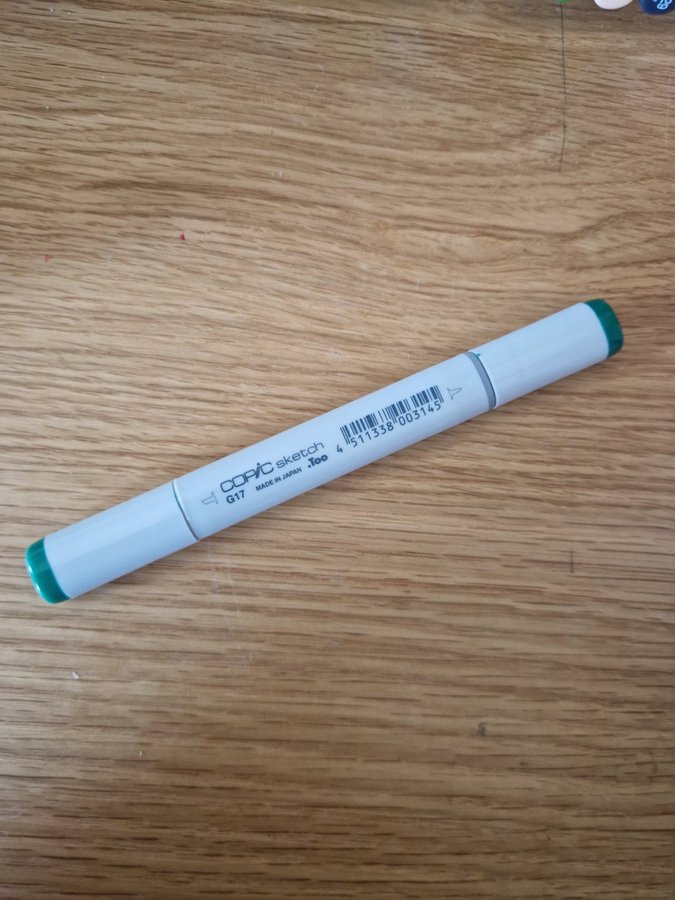 COPIC sketch
G17 MADE IN JAPAN .Too
4 511338 003145